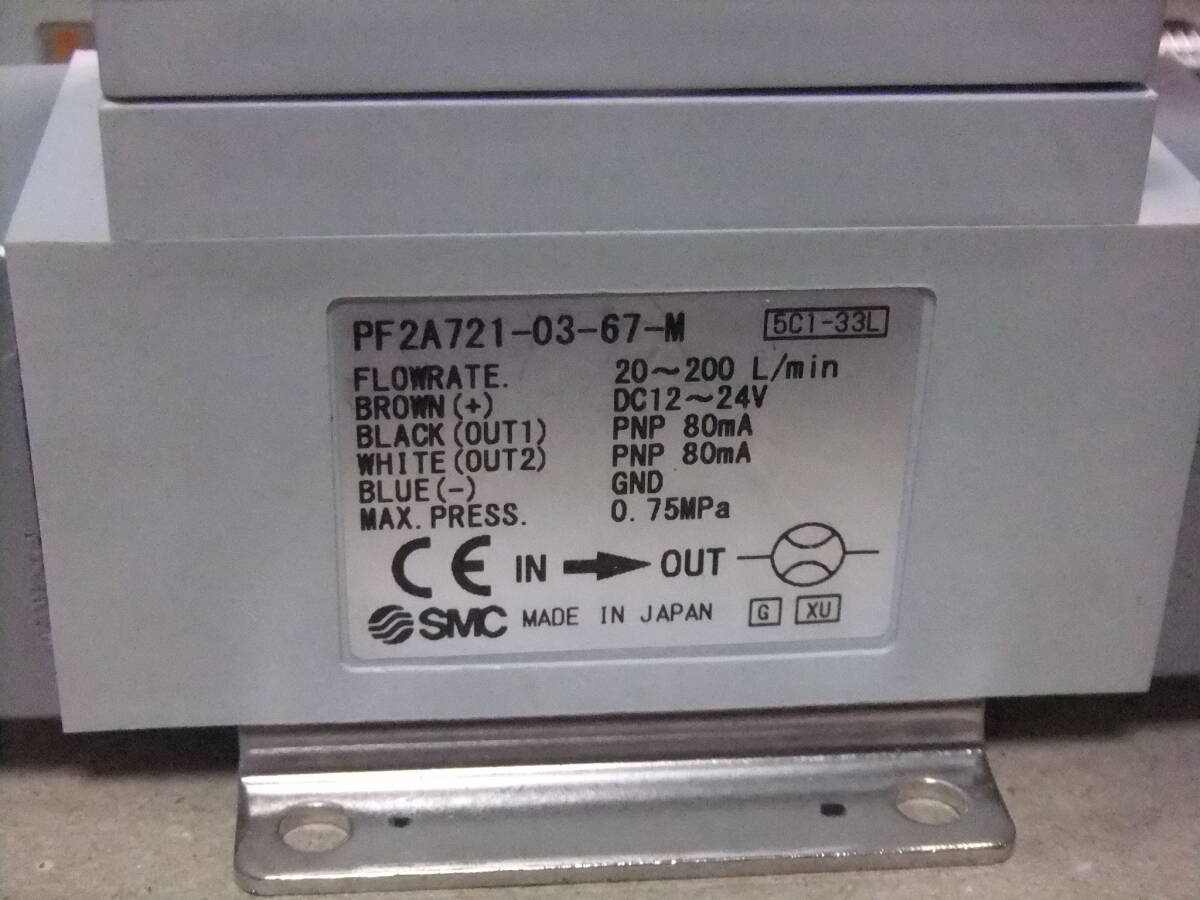 PF2A721-03-67-M 5C1-33L
FLOWRATE. 20~200 L/min
BROWN(+) DC12~24V
BLACK(OUT1) PNP 80mA
WHITE(OUT2) PNP 80mA
BLUE(-) GND
MAX.PRESS. 0.75MPa
CE IN → OUT
SMC MADE IN JAPAN G XU